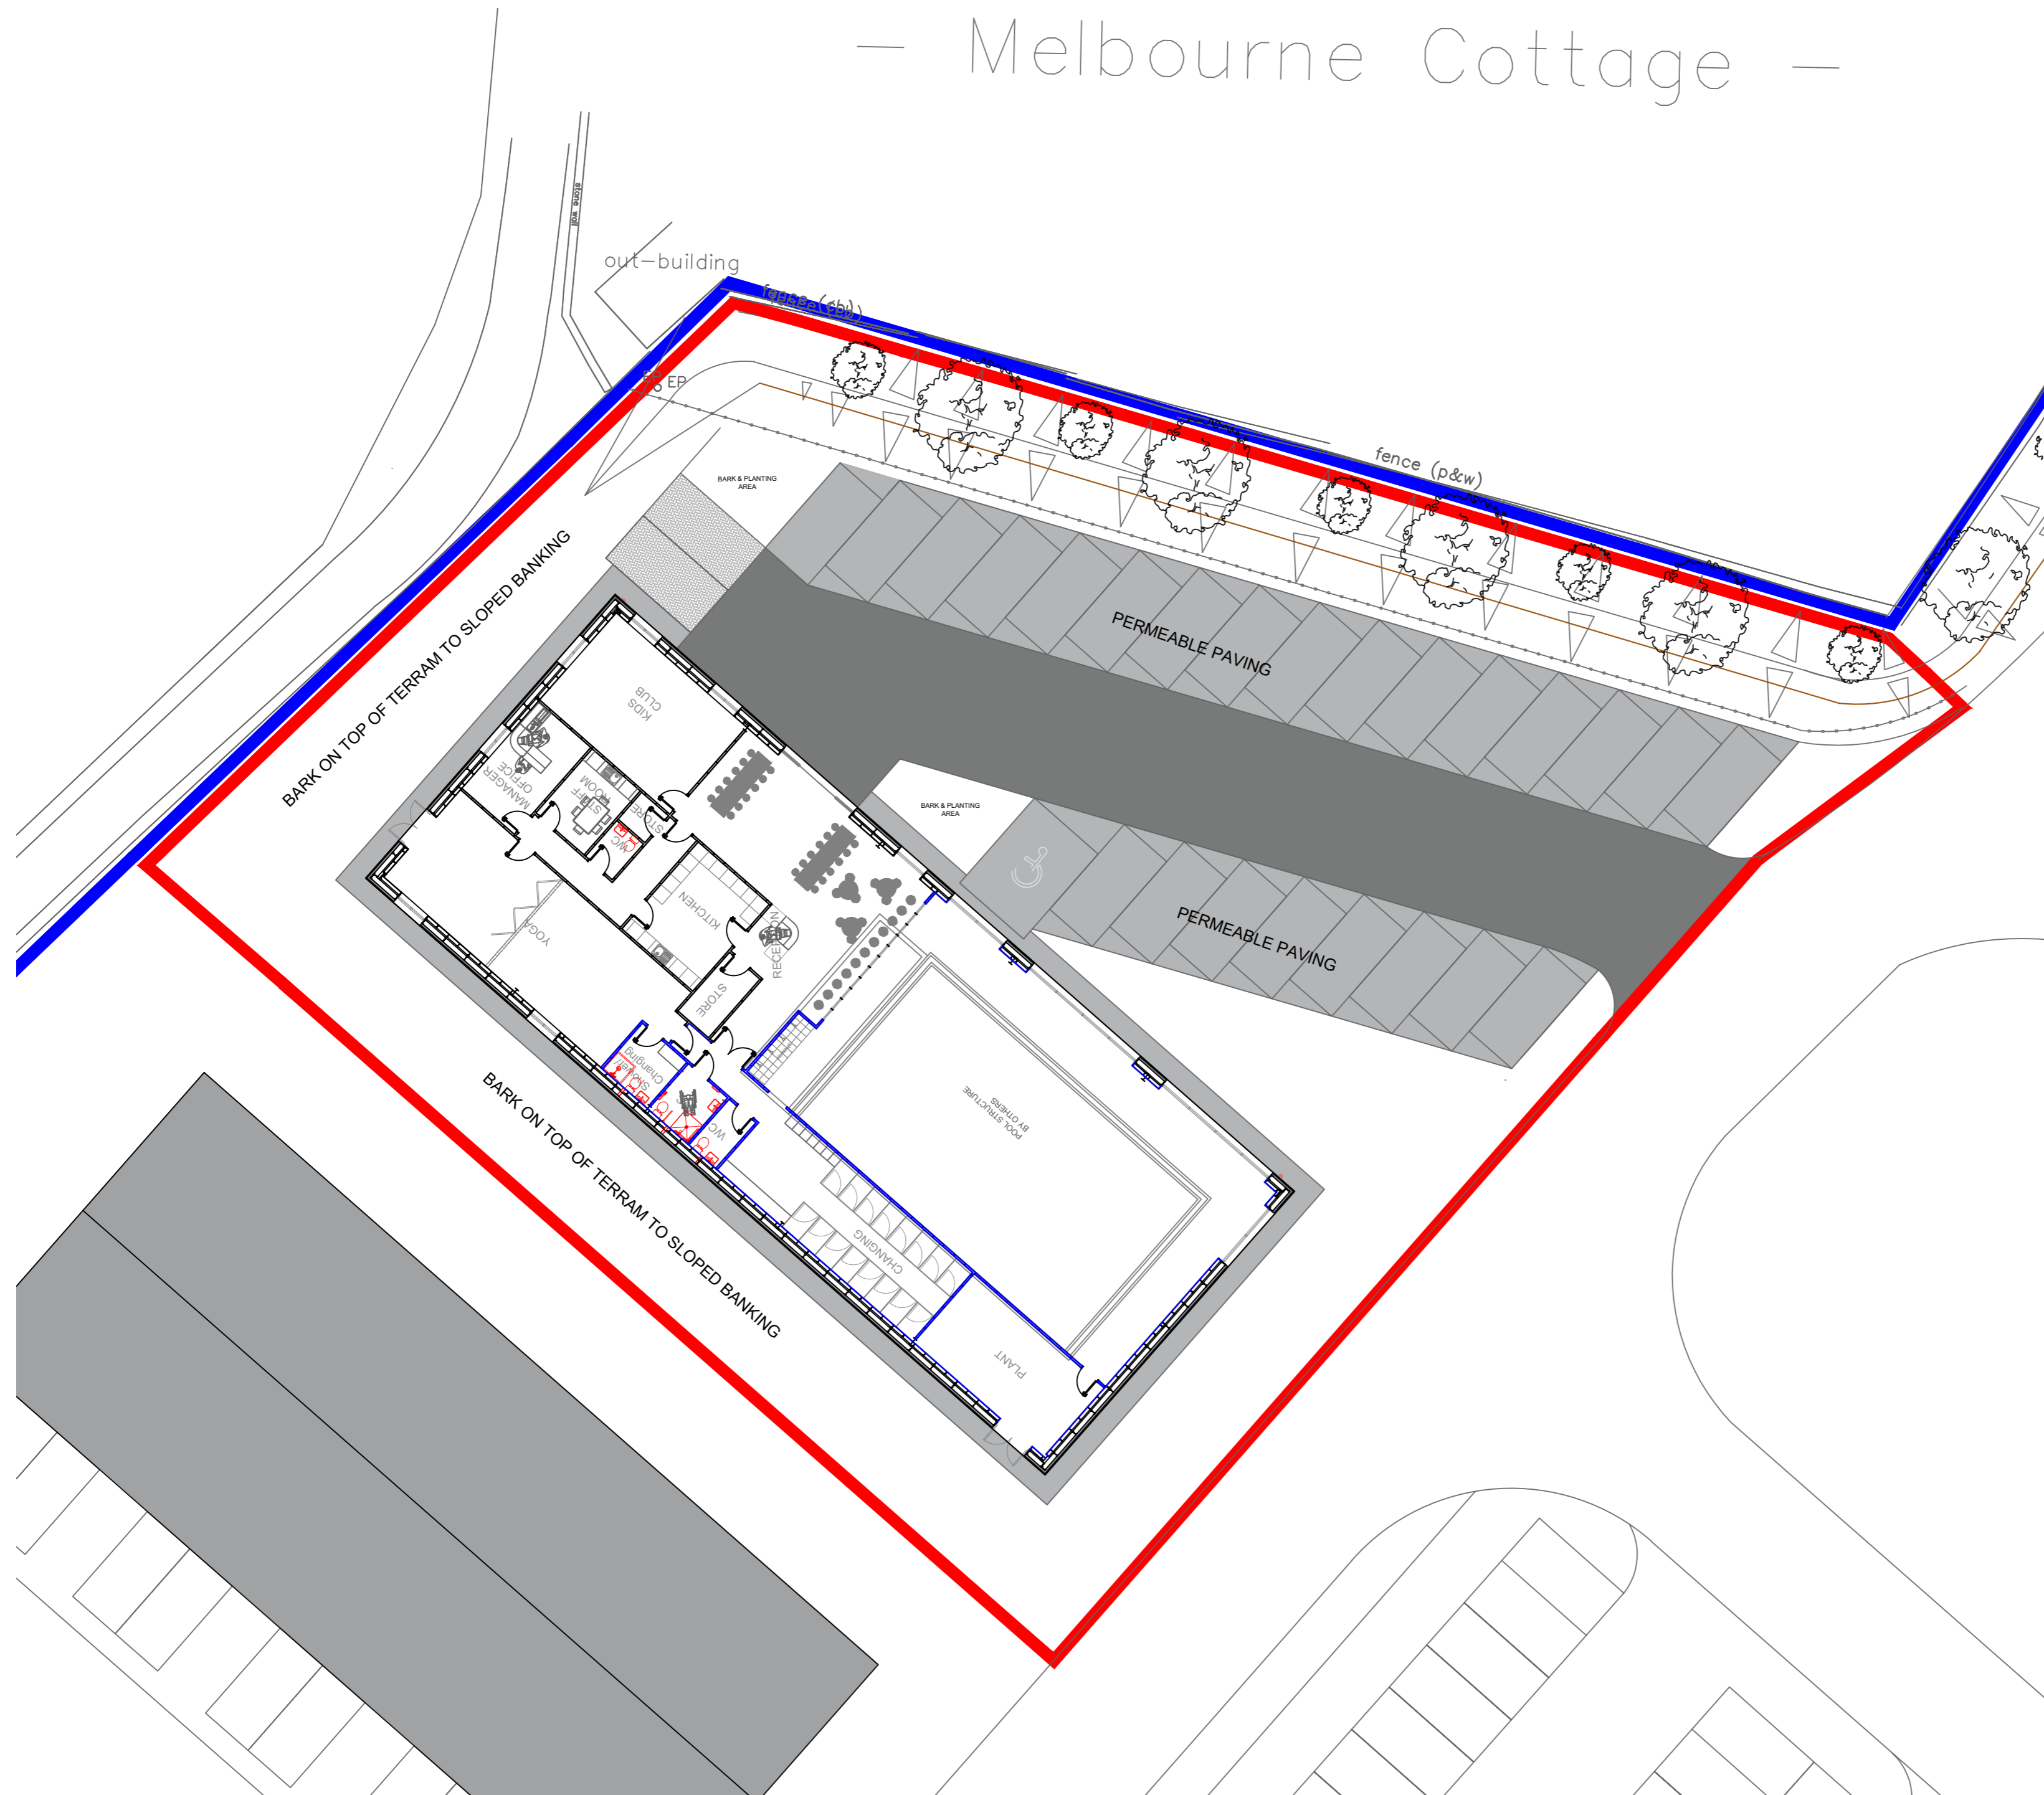 — Melbourne Cottage —
stone wall
out-building
fence (p&w)
EP
BARK & PLANTING
AREA
BARK ON TOP OF TERRAM TO SLOPED BANKING
PERMEABLE PAVING
KIDS
CLUB
MANAGER
OFFICE
STAFF
ROOM
STORE
WC
BARK & PLANTING
AREA
KITCHEN
YOGA
RECEPTION
PERMEABLE PAVING
STORE
Shower/
Changing
WC
POOL STRUCTURE
BY OTHERS
BARK ON TOP OF TERRAM TO SLOPED BANKING
CHANGING
PLANT